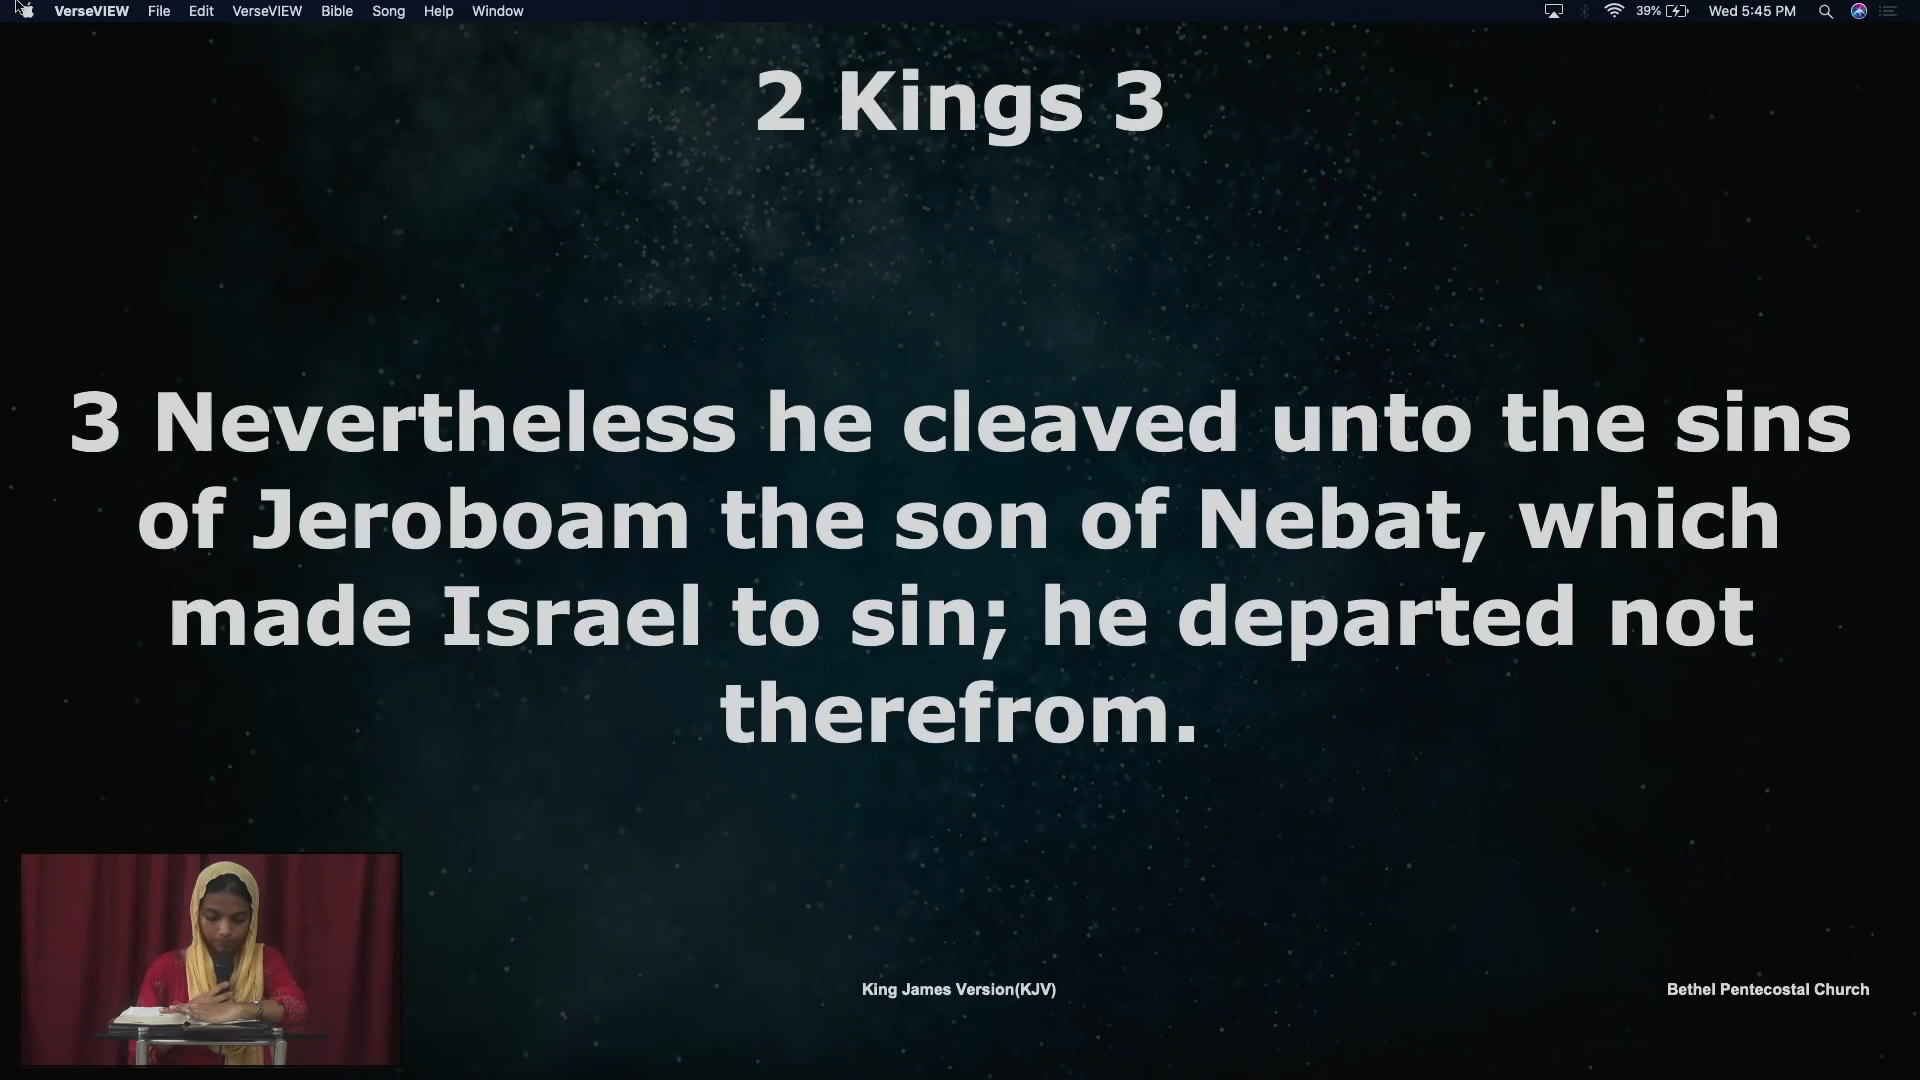 VerseVIEW File Edit VerseVIEW Bible Song Help Window 39% Wed 5:45 PM
2 Kings 3
3 Nevertheless he cleaved unto the sins
of Jeroboam the son of Nebat, which
made Israel to sin; he departed not
therefrom.
King James Version(KJV)
Bethel Pentecostal Church